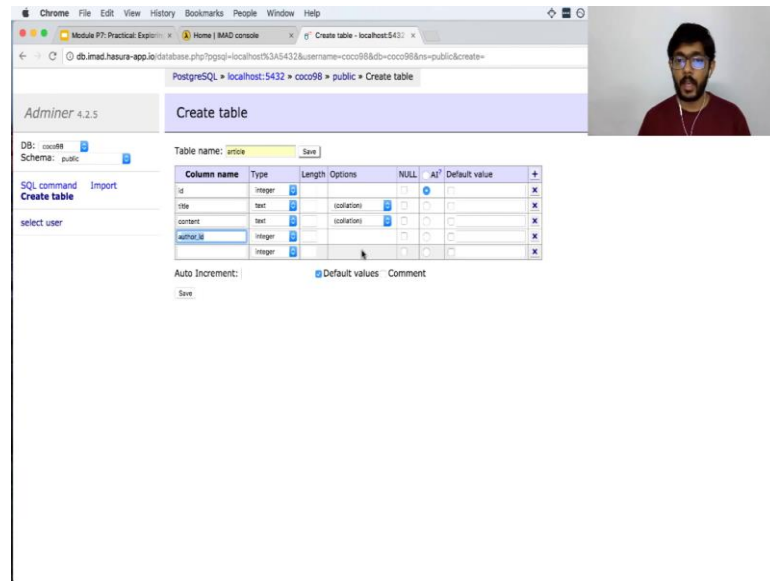 Chrome File Edit View History Bookmarks People Window Help
Module P7: Practical: Explorin x Home | IMAD console x Create table - localhost:5432 x
db.imad.hasura-app.io/database.php?pgsql=localhost%3A5432&username=coco98&db=coco98&ns=public&create=
PostgreSQL » localhost:5432 » coco98 » public » Create table
Adminer 4.2.5
Create table
DB: coco98
Schema: public
SQL command Import
Create table
select user
Table name: article Save
Column name Type Length Options NULL AI? Default value +
id integer x
title text (collation) x
content text (collation) x
author_id integer x
integer x
Auto Increment: Default values Comment
Save